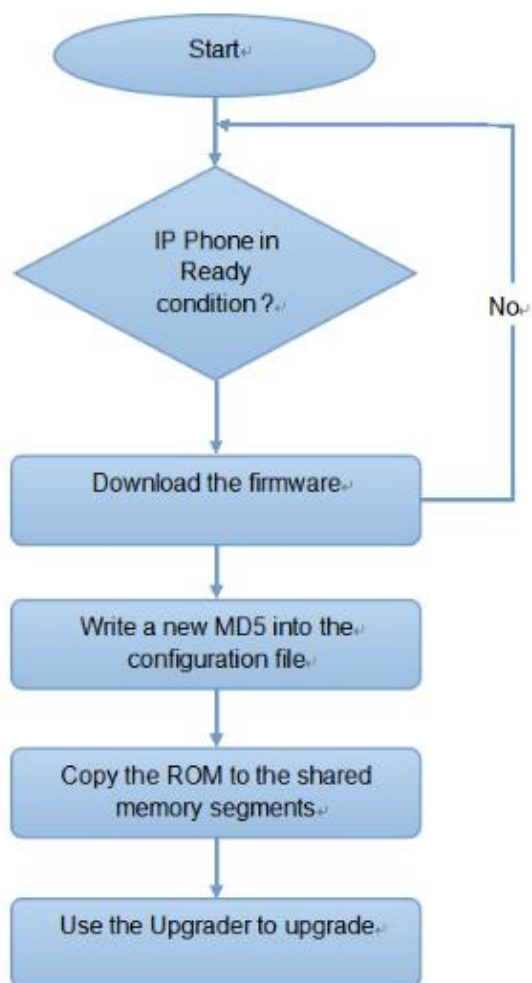 Start
IP Phone in
Ready
condition?
No
Download the firmware
Write a new MD5 into the
configuration file
Copy the ROM to the shared
memory segments
Use the Upgrader to upgrade